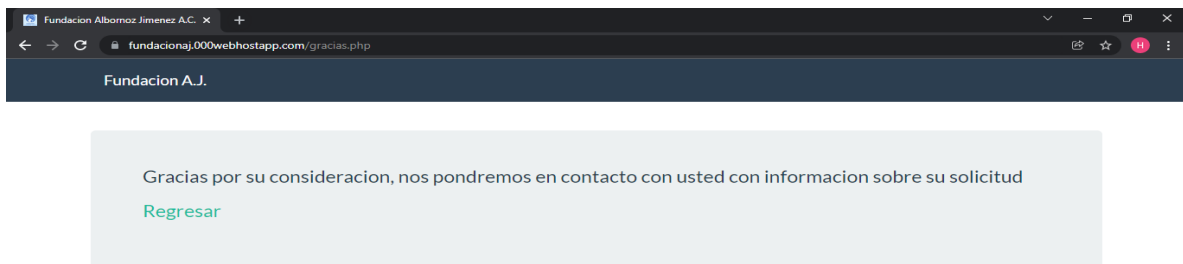 Fundacion Albornoz Jimenez A.C.
fundacionaj.000webhostapp.com/gracias.php
H
Fundacion A.J.
Gracias por su consideracion, nos pondremos en contacto con usted con informacion sobre su solicitud
Regresar